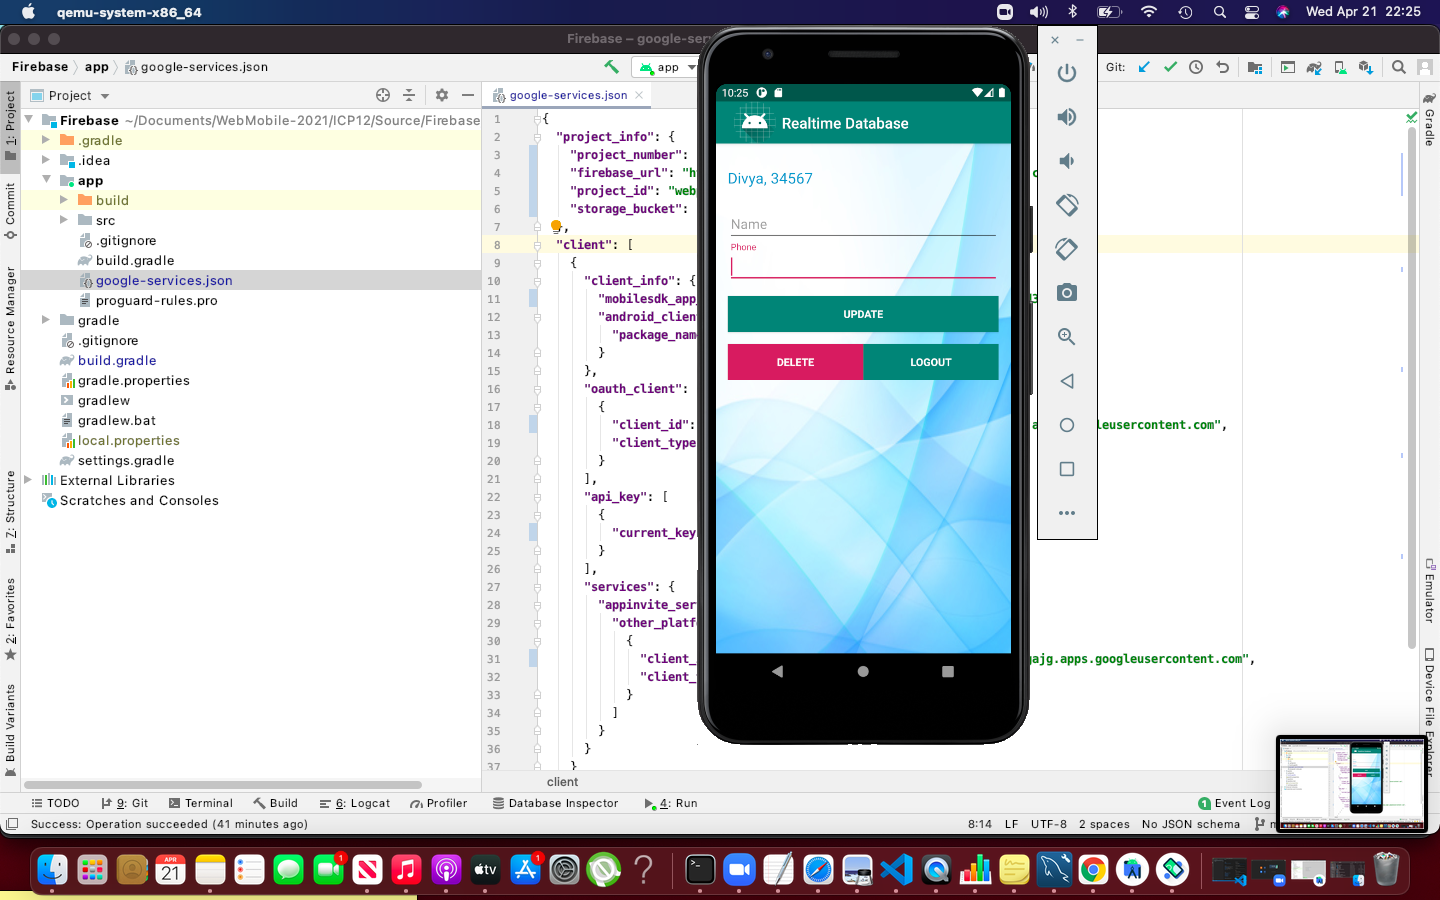 qemu-system-x86_64
Wed Apr 21 22:25
Firebase – google-ser
Firebase
app
google-services.json
app
Git:
Project
google-services.json
1: Project
Commit
Resource Manager
Z: Structure
2: Favorites
Build Variants
Firebase ~/Documents/WebMobile-2021/ICP12/Source/Firebase
.gradle
.idea
app
build
src
.gitignore
build.gradle
google-services.json
proguard-rules.pro
gradle
.gitignore
build.gradle
gradle.properties
gradlew
gradlew.bat
local.properties
settings.gradle
External Libraries
Scratches and Consoles
1 {
2 "project_info": {
3 "project_number":
4 "firebase_url": "h
5 "project_id": "web
6 "storage_bucket":
7 },
8 "client": [
9 {
10 "client_info": {
11 "mobilesdk_app_
12 "android_clien
13 "package_nam
14 }
15 },
16 "oauth_client":
17 {
18 "client_id": leusercontent.com",
19 "client_type
20 }
21 ],
22 "api_key": [
23 {
24 "current_key
25 }
26 ],
27 "services": {
28 "appinvite_ser
29 "other_platf
30 {
31 "client_ ajg.apps.googleusercontent.com",
32 "client_
33 }
34 ]
35 }
36 }
37 }
client
10:25
Realtime Database
Divya, 34567
Name
Phone
UPDATE
DELETE
LOGOUT
Gradle
Emulator
Device File Explorer
TODO
9: Git
Terminal
Build
6: Logcat
Profiler
Database Inspector
4: Run
1 Event Log
Success: Operation succeeded (41 minutes ago)
8:14
LF
UTF-8
2 spaces
No JSON schema
APR
21
1
tv
1